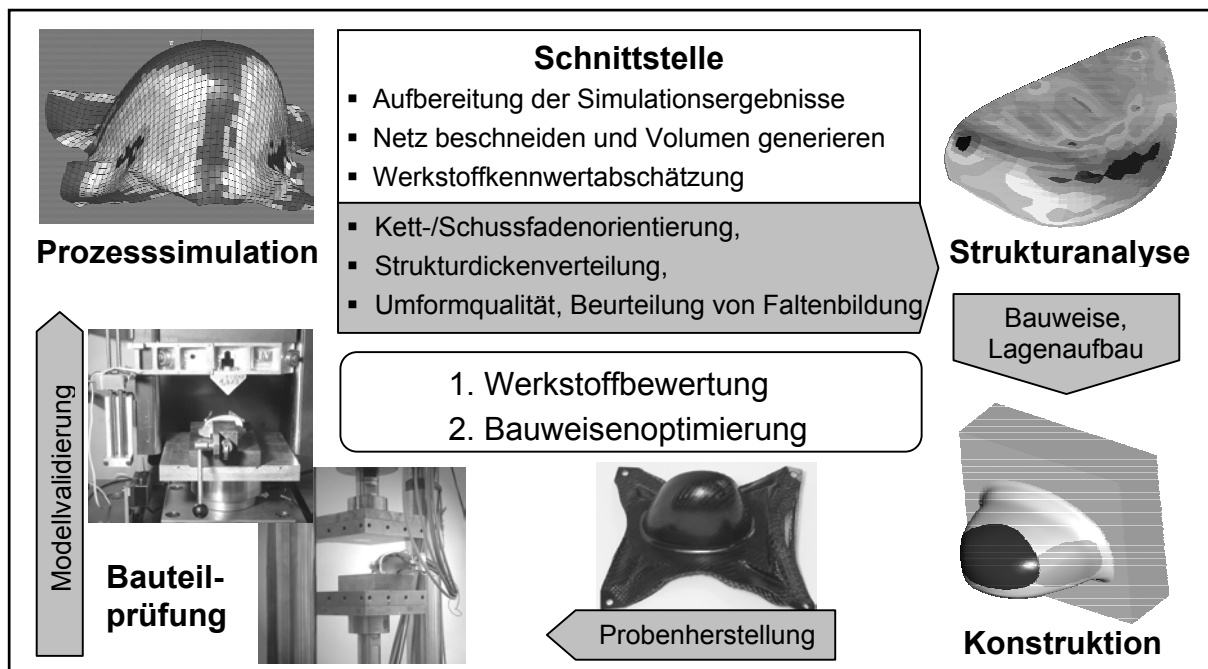 Schnittstelle
▪ Aufbereitung der Simulationsergebnisse
▪ Netz beschneiden und Volumen generieren
▪ Werkstoffkennwertabschätzung
▪ Kett-/Schussfadenorientierung,
▪ Strukturdickenverteilung,
▪ Umformqualität, Beurteilung von Faltenbildung
Prozesssimulation
Strukturanalyse
Bauweise,
Lagenaufbau
1. Werkstoffbewertung
2. Bauweisenoptimierung
Modellvalidierung
Bauteil-
prüfung
Probenherstellung
Konstruktion